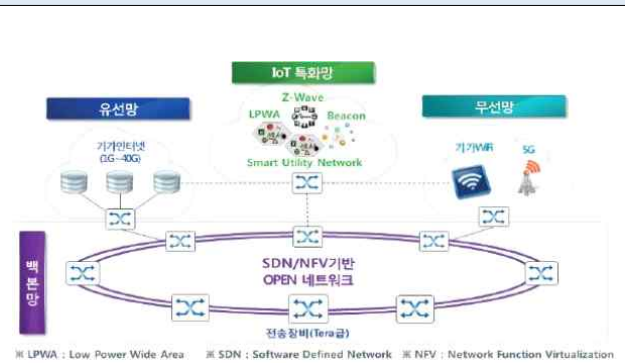 IoT 특화망
유선망
무선망
Z-Wave
LPWA
Beacon
Smart Utility Network
기가인터넷
(1G~40G)
기가WiFi
5G
백본망
SDN/NFV기반
OPEN 네트워크
전송장비(Tera급)
※ LPWA : Low Power Wide Area ※ SDN : Software Defined Network ※ NFV : Network Function Virtualization